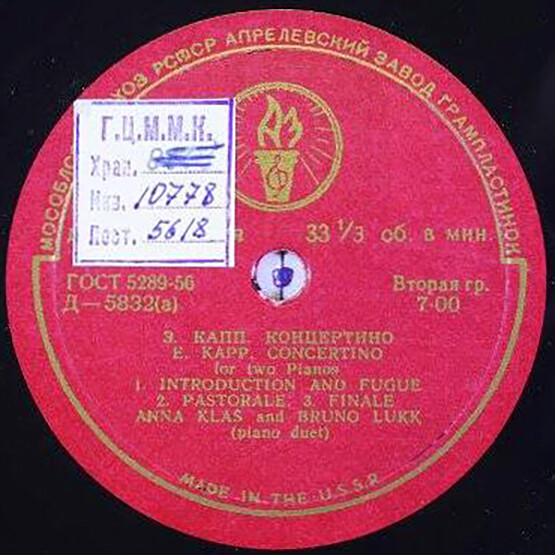 МОСОБЛСОВНАРХОЗ РСФСР АПРЕЛЕВСКИЙ ЗАВОД ГРАМПЛАСТИНОК
Г.Ц.М.М.К.
Хран.
Инв. 10778
Пост. 5618
33 1/3 об. в мин.
ГОСТ 5289-56
Д—5832(а)
Вторая гр.
7-00
Э. КАПП. КОНЦЕРТИНО
E. KAPP. CONCERTINO
for two Pianos
1. INTRODUCTION AND FUGUE
2. PASTORALE; 3. FINALE
ANNA KLAS and BRUNO LUKK
(piano duet)
MADE IN THE U.S.S.R